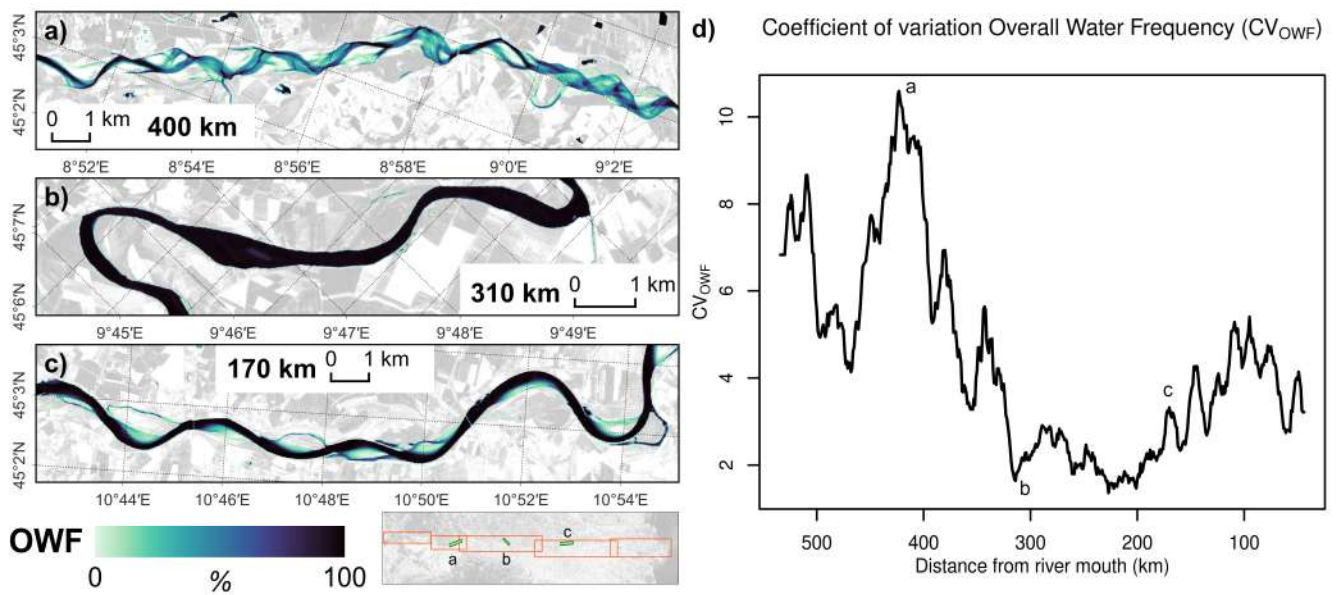 a)
45°3'N
45°2'N
0 1 km
400 km
8°52'E 8°54'E 8°56'E 8°58'E 9°0'E 9°2'E
b)
45°7'N
45°6'N
310 km
0 1 km
9°45'E 9°46'E 9°47'E 9°48'E 9°49'E
c)
170 km
0 1 km
45°3'N
45°2'N
10°44'E 10°46'E 10°48'E 10°50'E 10°52'E 10°54'E
OWF
0 % 100
a b c
d) Coefficient of variation Overall Water Frequency (CVOWF)
CVOWF
10
8
6
4
2
a
b
c
500 400 300 200 100
Distance from river mouth (km)